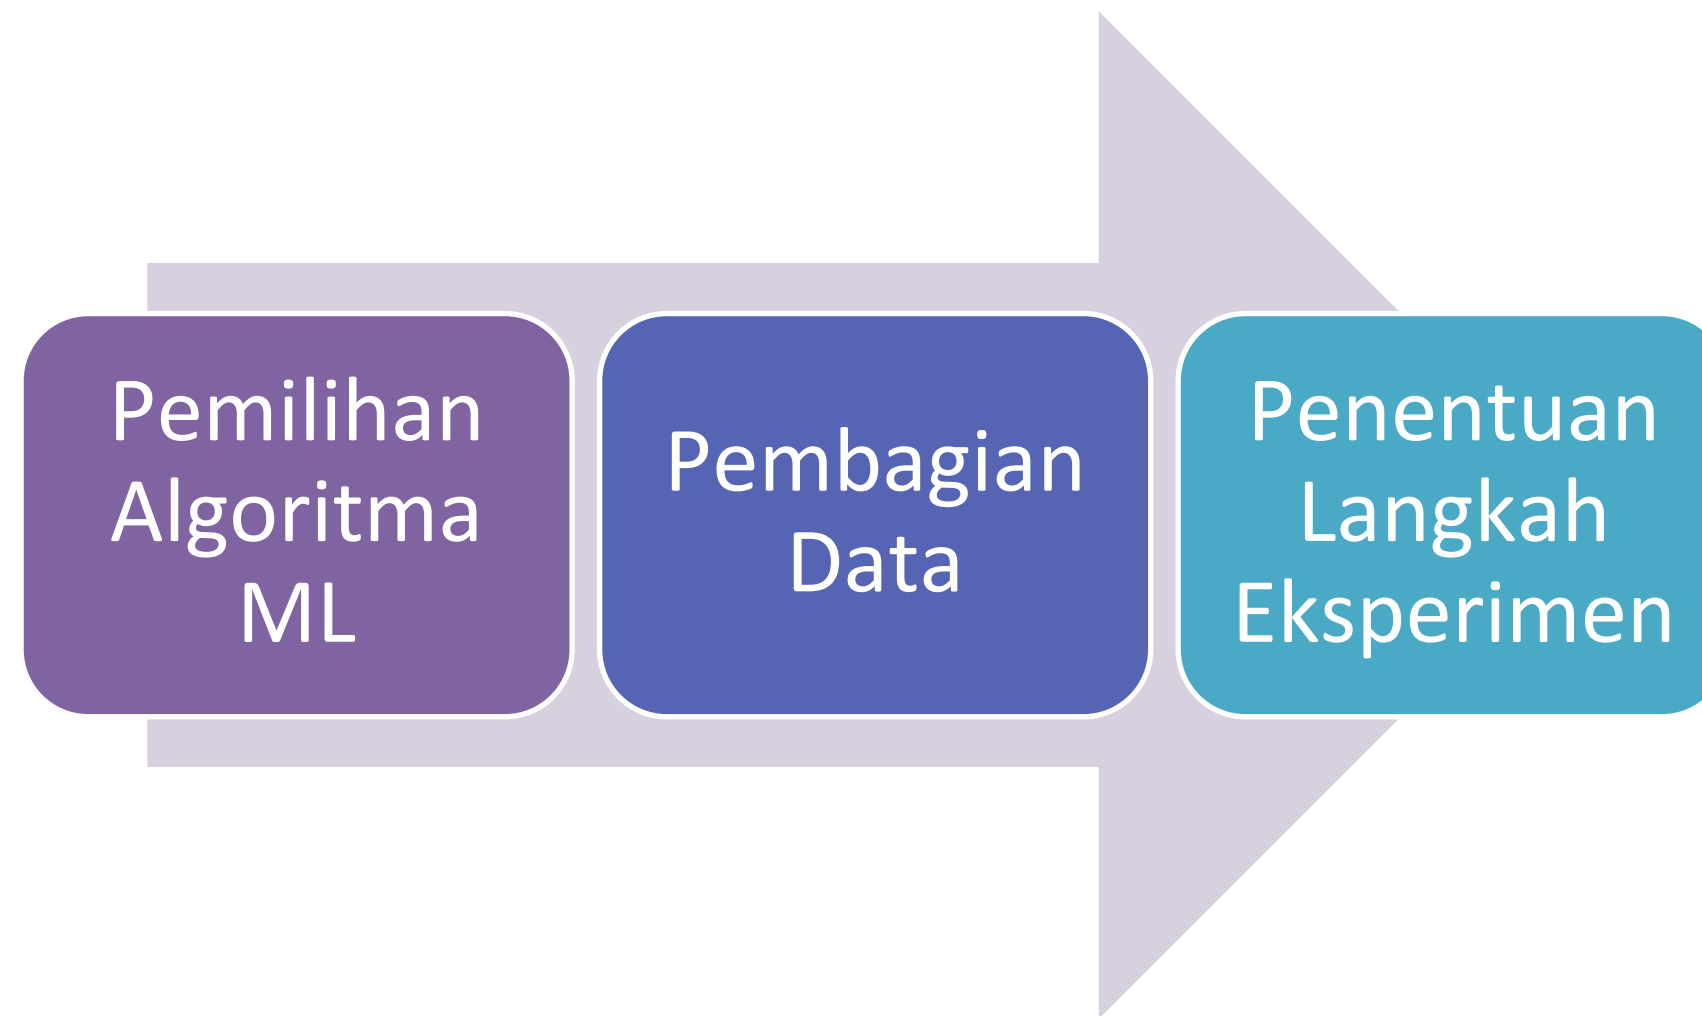 Pemilihan
Algoritma
ML
Pembagian
Data
Penentuan
Langkah
Eksperimen